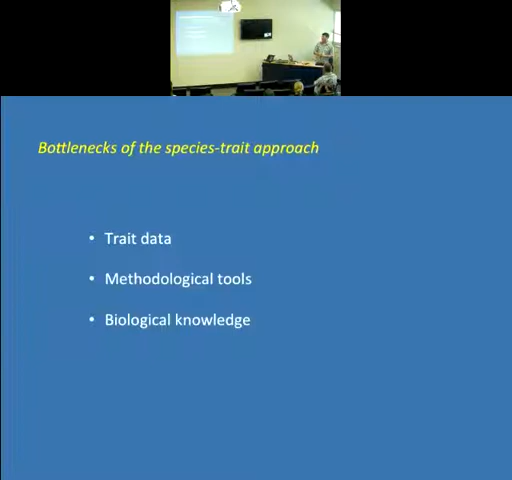 Bottlenecks of the species-trait approach
• Trait data
• Methodological tools
• Biological knowledge